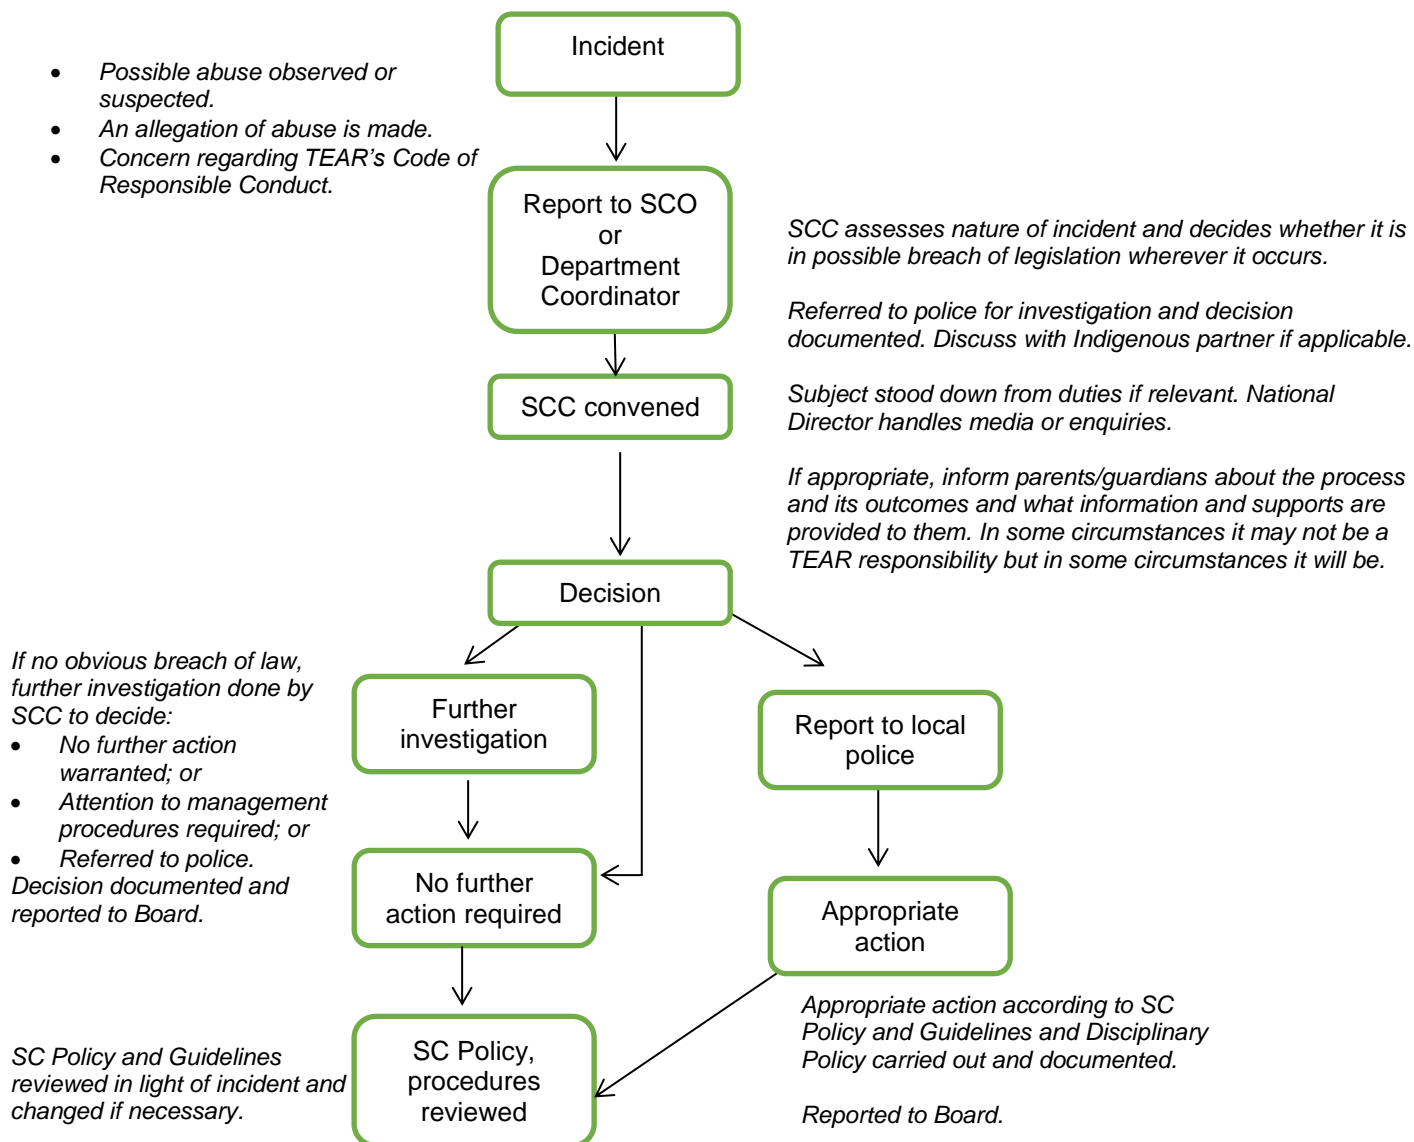 Incident
• Possible abuse observed or
suspected.
• An allegation of abuse is made.
• Concern regarding TEAR's Code of
Responsible Conduct.
Report to SCO
or
Department
Coordinator
SCC assesses nature of incident and decides whether it is
in possible breach of legislation wherever it occurs.
Referred to police for investigation and decision
documented. Discuss with Indigenous partner if applicable.
Subject stood down from duties if relevant. National
Director handles media or enquiries.
If appropriate, inform parents/guardians about the process
and its outcomes and what information and supports are
provided to them. In some circumstances it may not be a
TEAR responsibility but in some circumstances it will be.
SCC convened
Decision
If no obvious breach of law,
further investigation done by
SCC to decide:
• No further action
warranted; or
• Attention to management
procedures required; or
• Referred to police.
Decision documented and
reported to Board.
Further
investigation
Report to local
police
No further
action required
Appropriate
action
Appropriate action according to SC
Policy and Guidelines and Disciplinary
Policy carried out and documented.
Reported to Board.
SC Policy and Guidelines
reviewed in light of incident and
changed if necessary.
SC Policy,
procedures
reviewed